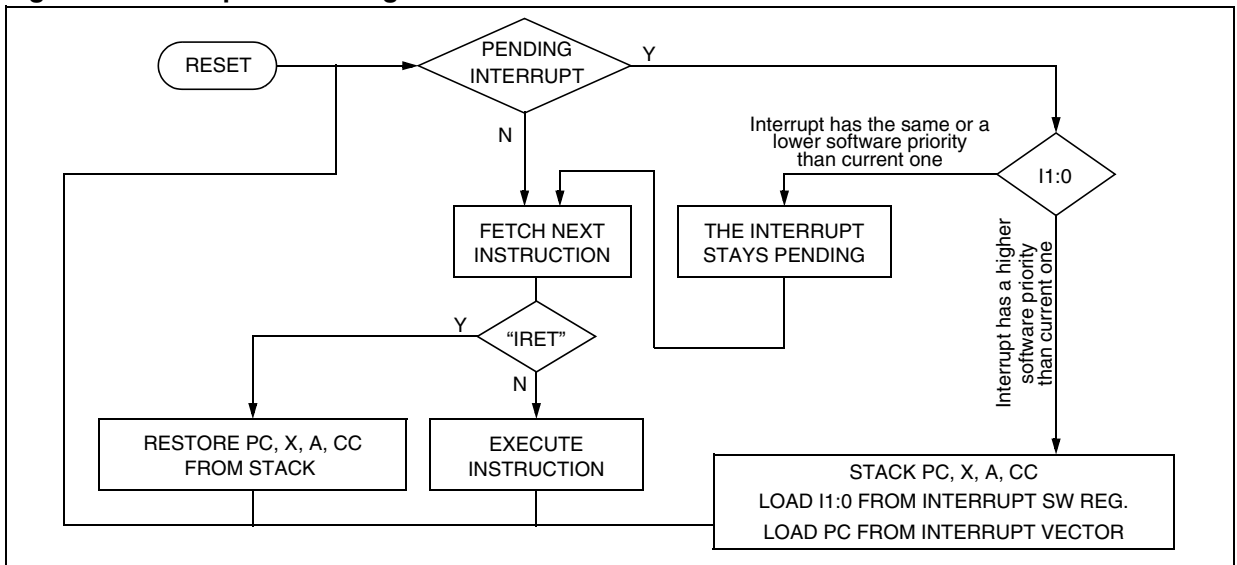 RESET
PENDING
INTERRUPT
Y
N
Interrupt has the same or a
lower software priority
than current one
I1:0
FETCH NEXT
INSTRUCTION
THE INTERRUPT
STAYS PENDING
Interrupt has a higher
software priority
than current one
Y
“IRET”
N
RESTORE PC, X, A, CC
FROM STACK
EXECUTE
INSTRUCTION
STACK PC, X, A, CC
LOAD I1:0 FROM INTERRUPT SW REG.
LOAD PC FROM INTERRUPT VECTOR